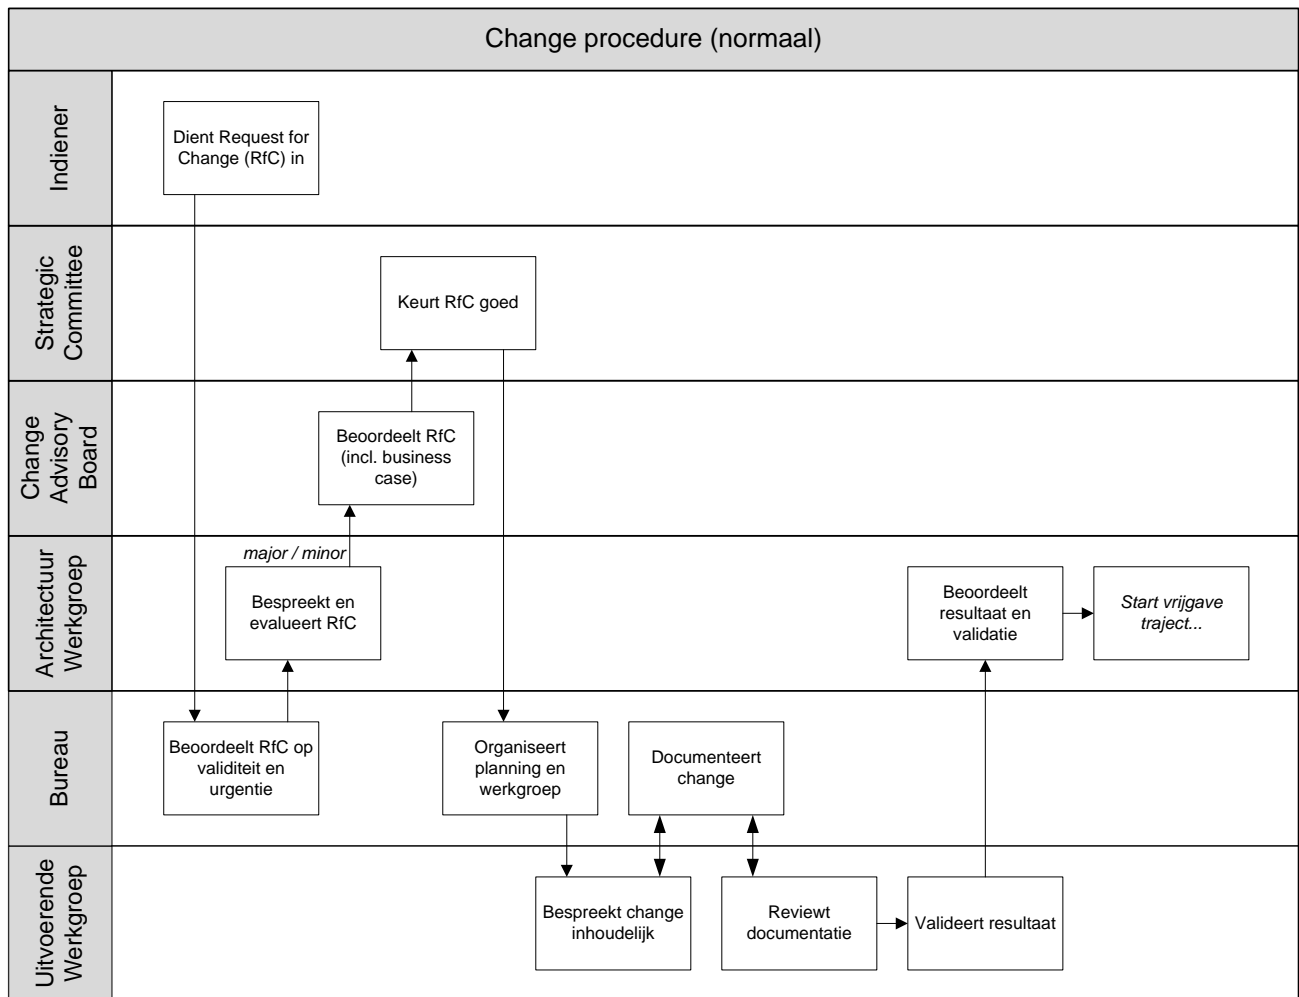 Change procedure (normaal)
Indiener
Dient Request for
Change (RfC) in
Strategic
Committee
Keurt RfC goed
Change
Advisory
Board
Beoordeelt RfC
(incl. business
case)
Architectuur
Werkgroep
major / minor
Bespreekt en
evalueert RfC
Beoordeelt
resultaat en
validatie
Start vrijgave
traject...
Bureau
Beoordeelt RfC op
validiteit en
urgentie
Organiseert
planning en
werkgroep
Documenteert
change
Uitvoerende
Werkgroep
Bespreekt change
inhoudelijk
Reviewt
documentatie
Valideert resultaat